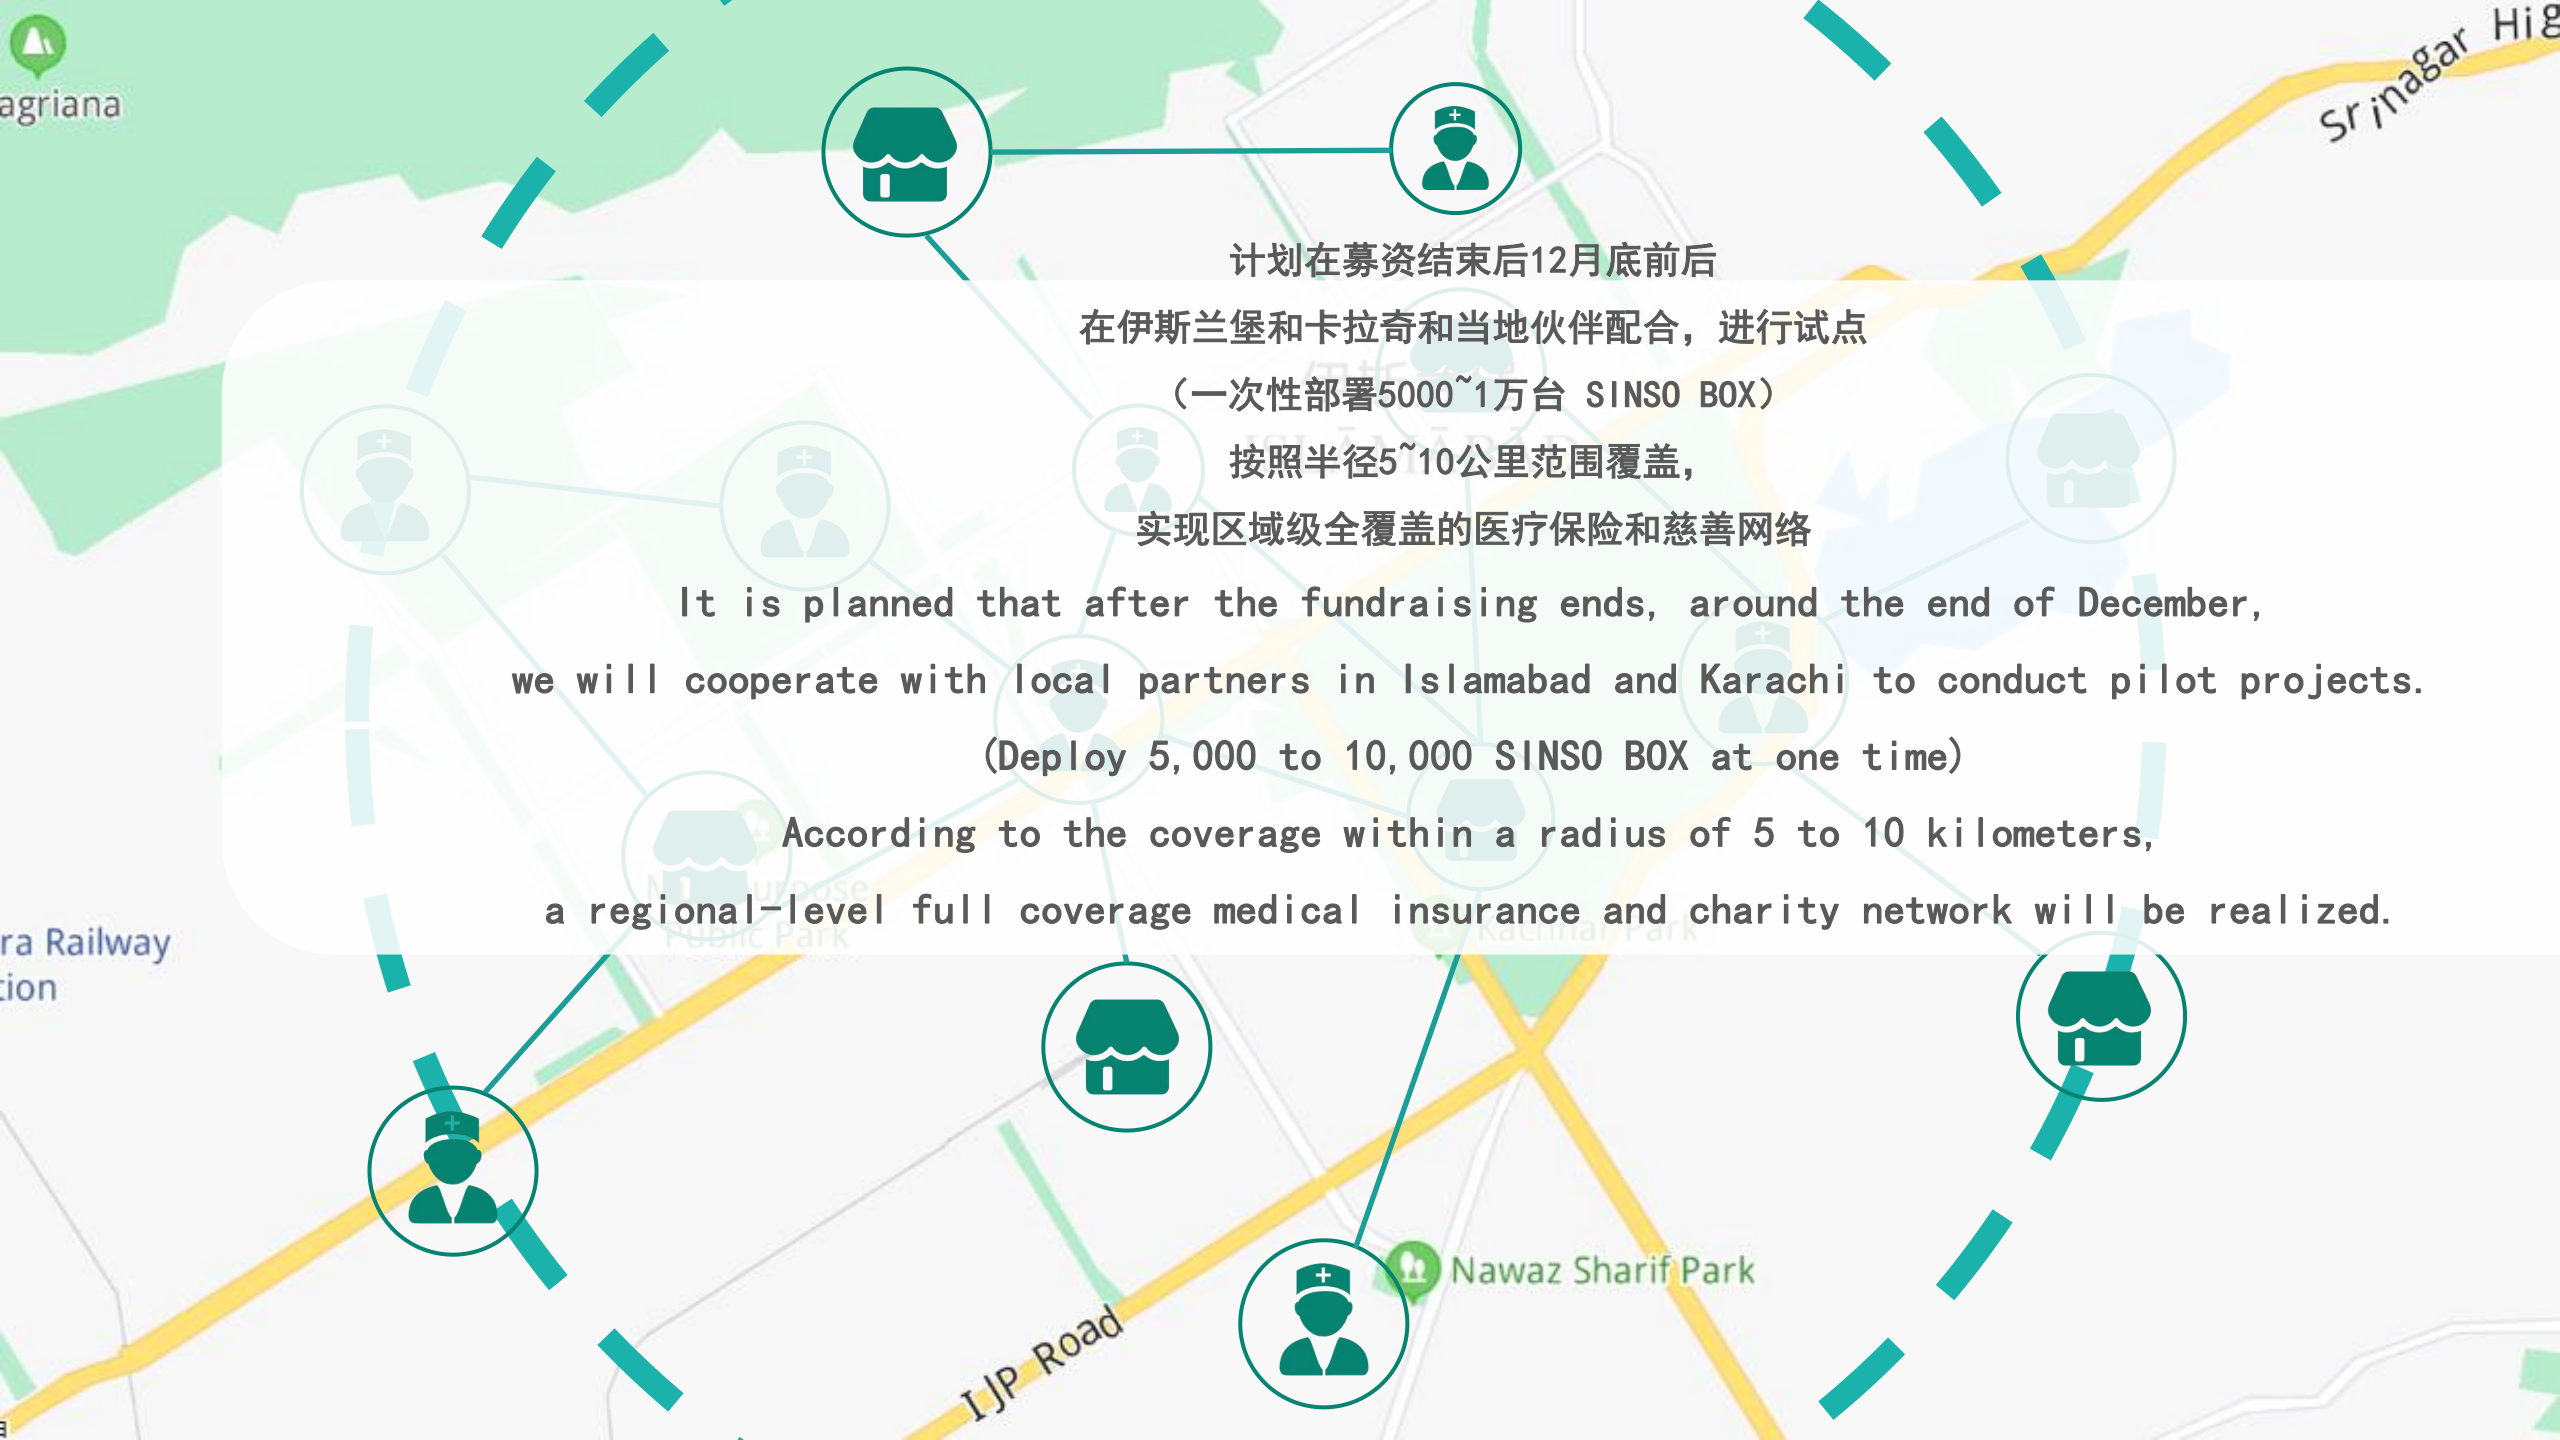 agriana
Srinagar Hig
计划在募资结束后12月底前后
在伊斯兰堡和卡拉奇和当地伙伴配合，进行试点
（一次性部署5000~1万台 SINSO BOX）
按照半径5~10公里范围覆盖，
实现区域级全覆盖的医疗保险和慈善网络
It is planned that after the fundraising ends, around the end of December,
we will cooperate with local partners in Islamabad and Karachi to conduct pilot projects.
(Deploy 5,000 to 10,000 SINSO BOX at one time)
According to the coverage within a radius of 5 to 10 kilometers,
a regional-level full coverage medical insurance and charity network will be realized.
Public Park
Kachnar Park
ra Railway
tion
Nawaz Sharif Park
IJP Road